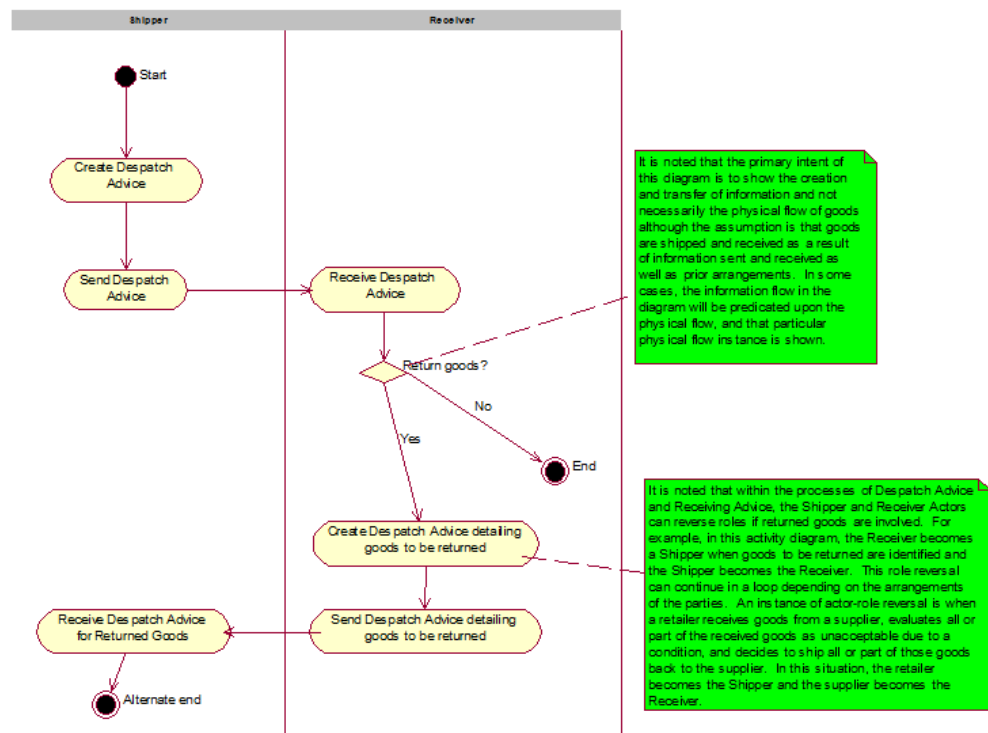 Shipper
Receiver
Start
Create Despatch
Advice
Send Despatch
Advice
Receive Despatch
Advice
Return goods?
No
Yes
End
Create Despatch Advice detailing
goods to be returned
Send Despatch Advice detailing
goods to be returned
Receive Despatch Advice
for Returned Goods
Alternate end
It is noted that the primary intent of
this diagram is to show the creation
and transfer of information and not
necessarily the physical flow of goods
although the assumption is that goods
are shipped and received as a result
of information sent and received as
well as prior arrangements. In some
cases, the information flow in the
diagram will be predicated upon the
physical flow, and that particular
physical flow instance is shown.
It is noted that within the processes of Despatch Advice
and Receiving Advice, the Shipper and Receiver Actors
can reverse roles if returned goods are involved. For
example, in this activity diagram, the Receiver becomes
a Shipper when goods to be returned are identified and
the Shipper becomes the Receiver. This role reversal
can continue in a loop depending on the arrangements
of the parties. An instance of actor-role reversal is when
a retailer receives goods from a supplier, evaluates all or
part of the received goods as unacceptable due to a
condition, and decides to ship all or part of those goods
back to the supplier. In this situation, the retailer
becomes the Shipper and the supplier becomes the
Receiver.